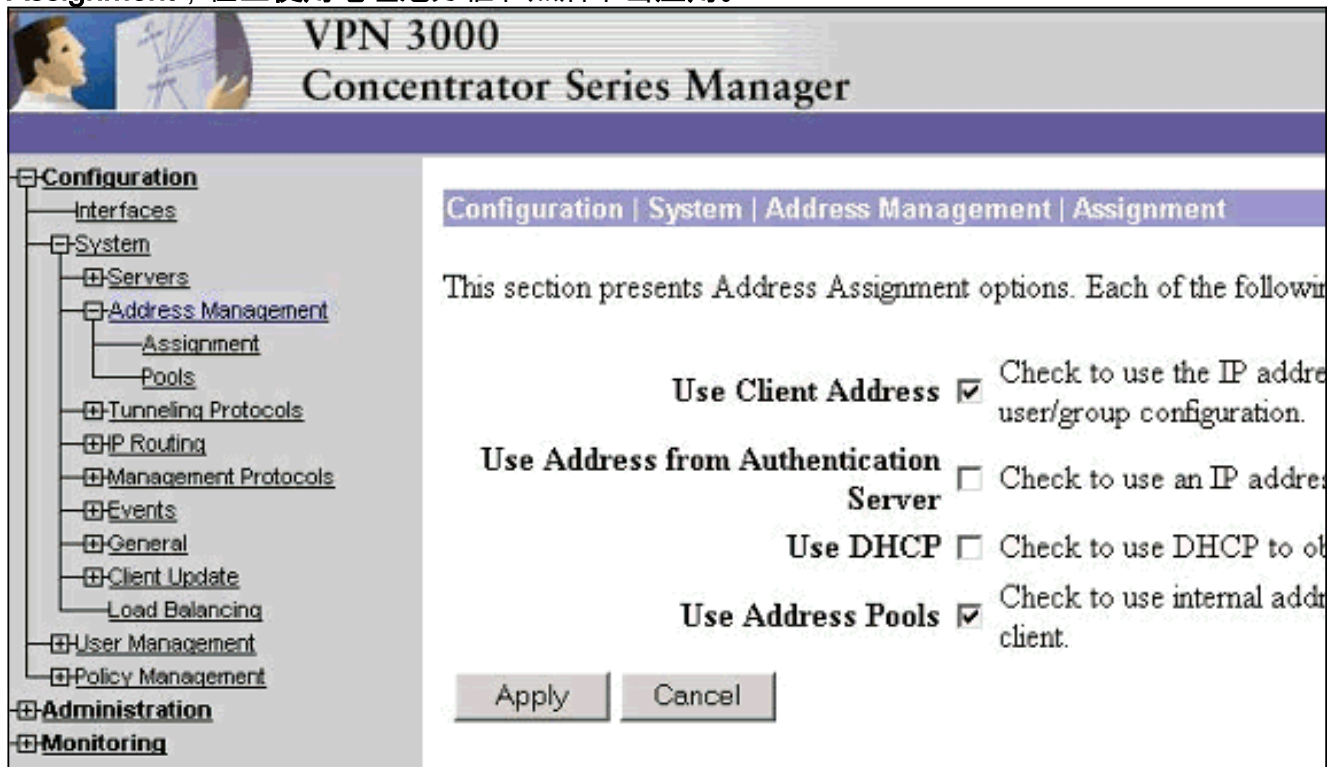 VPN 3000
Concentrator Series Manager
Configuration
Interfaces
System
Servers
Address Management
Assignment
Pools
Tunneling Protocols
IP Routing
Management Protocols
Events
General
Client Update
Load Balancing
User Management
Policy Management
Administration
Monitoring
Configuration | System | Address Management | Assignment
This section presents Address Assignment options. Each of the
Use Client Address Check to use the IP
user/group configuration.
Use Address from Authentication
Server Check to use an IP
Use DHCP Check to use DHCP to
Use Address Pools Check to use internal
client.
Apply Cancel